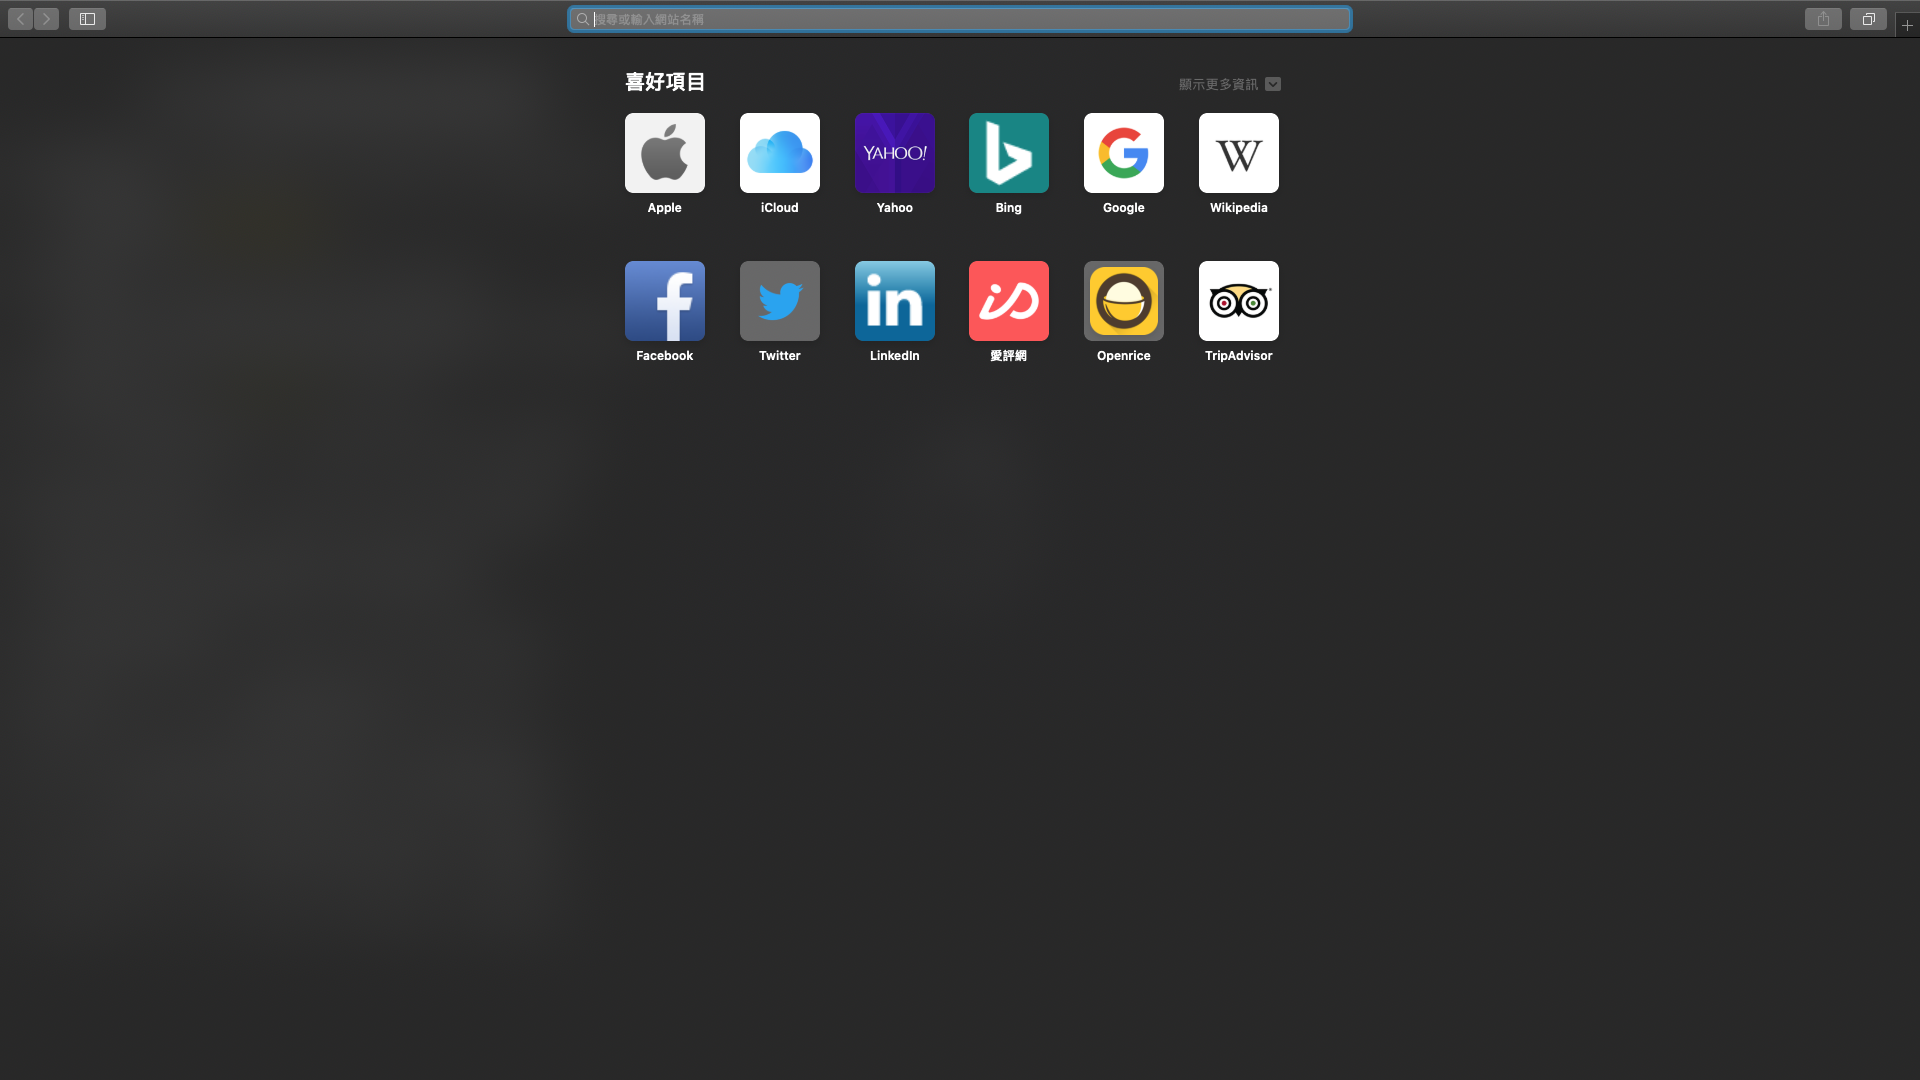 搜尋或輸入網站名稱
喜好項目
顯示更多資訊
YAHOO!
Apple
iCloud
Yahoo
Bing
Google
Wikipedia
Facebook
Twitter
LinkedIn
愛評網
Openrice
TripAdvisor